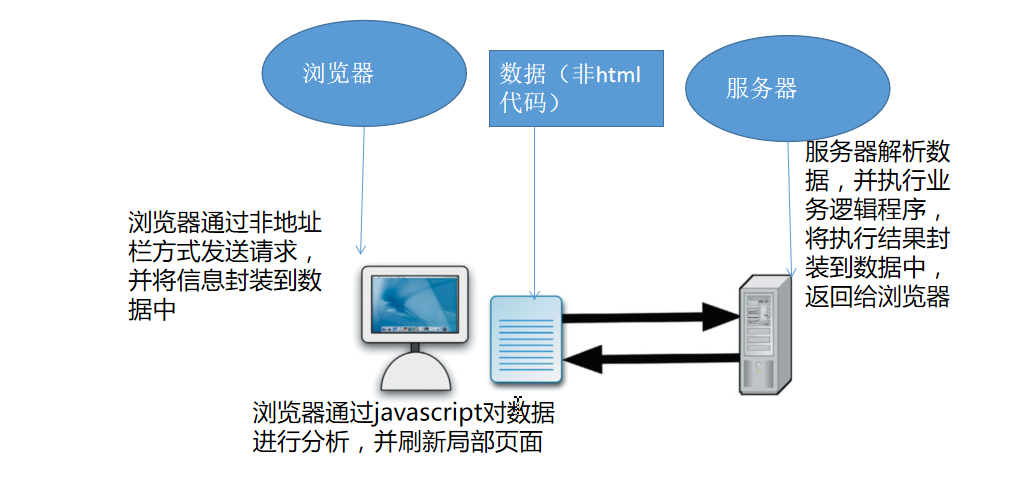 浏览器
数据（非html
代码）
服务器
服务器解析数
据，并执行业
务逻辑程序，
将执行结果封
装到数据中，
返回给浏览器
浏览器通过非地址
栏方式发送请求，
并将信息封装到数
据中
浏览器通过javascript对数据
进行分析，并刷新局部页面